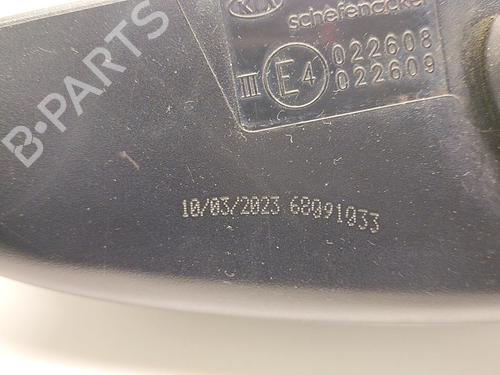 KIA
schefenacker
III E4 022608
022609
10/03/2023 68091033
B-PARTS